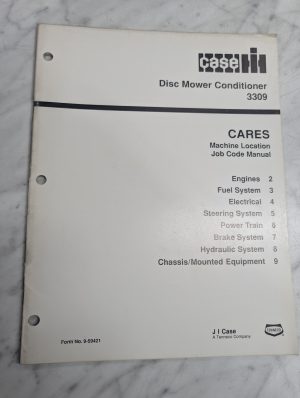 CASE IH
Disc Mower Conditioner
3309
CARES
Machine Location
Job Code Manual
Engines 2
Fuel System 3
Electrical 4
Steering System 5
Power Train 6
Brake System 7
Hydraulic System 8
Chassis/Mounted Equipment 9
Form No. 9-59421
J I Case
A Tenneco Company